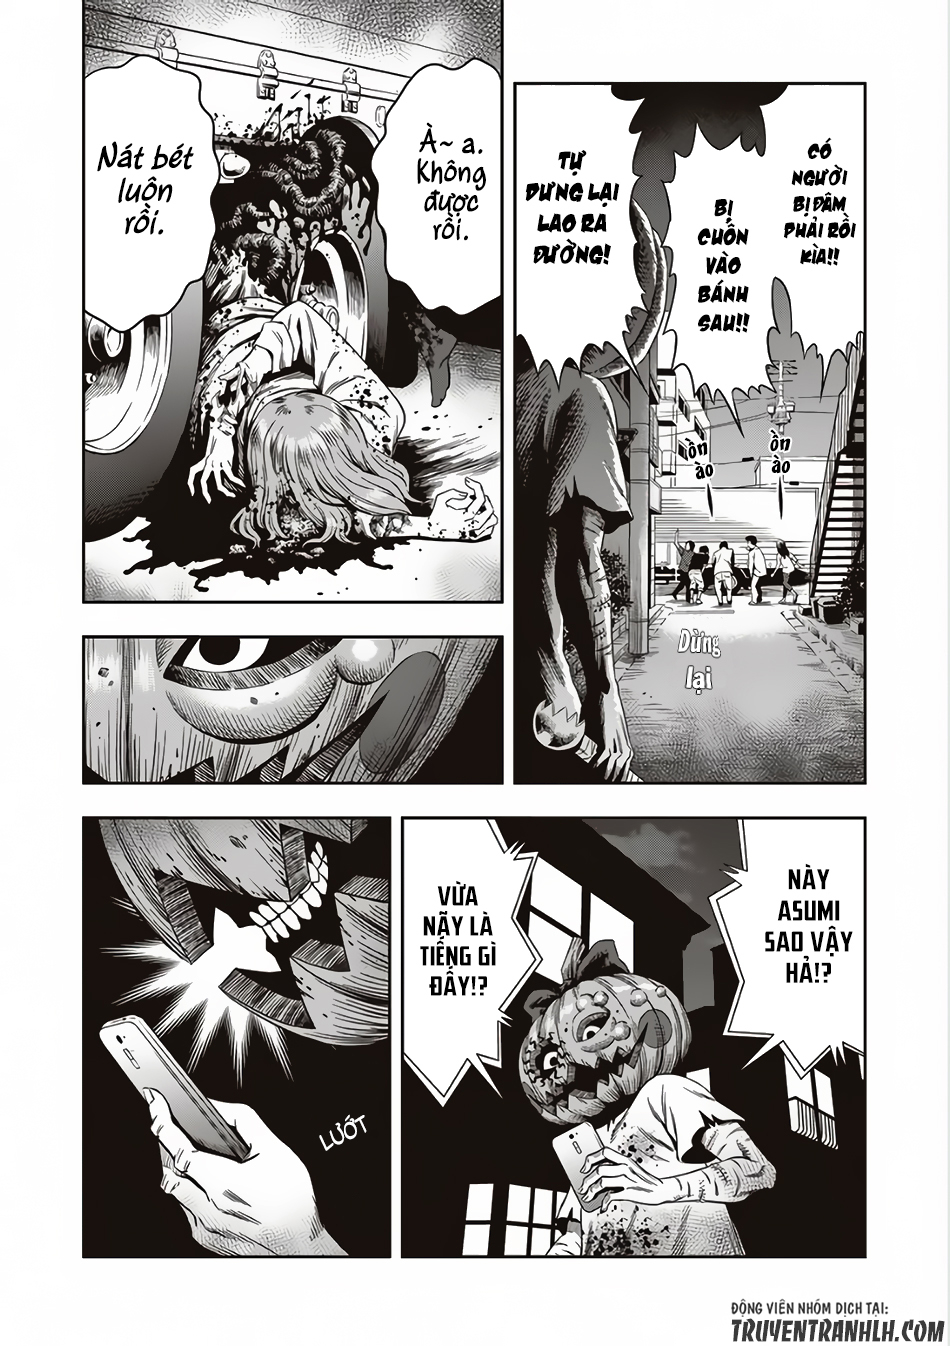 CÓ
NGƯỜI
BỊ ĐÂM
PHẢI RỒI
KÌA!!
BỊ
CUỐN
VÀO
BÁNH
SAU!!
TỰ
DƯNG LẠI
LAO RA
ĐƯỜNG!
ồn
ào
ồn
ào
Dừng
lại
À~ a.
Không
được
rồi.
Nát bét
luôn
rồi.
NÀY
ASUMI
SAO VẬY
HẢ!?
VỪA
NÃY LÀ
TIẾNG GÌ
ĐẤY!?
LƯỚT
ĐỘNG VIÊN NHÓM DỊCH TẠI:
TRUYENTRANHLH.COM